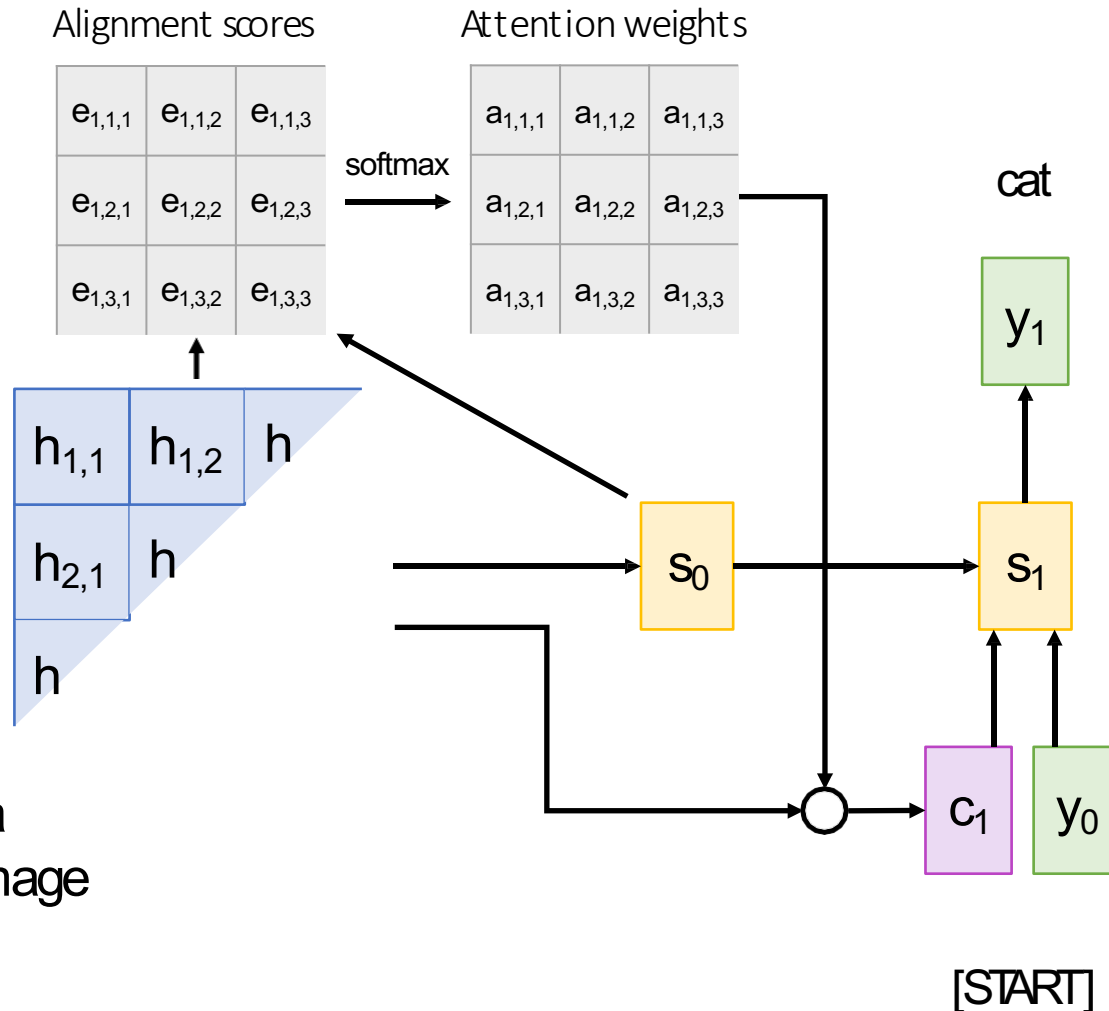 Alignment scores
Attention weights
e1,1,1 e1,1,2 e1,1,3
e1,2,1 e1,2,2 e1,2,3
e1,3,1 e1,3,2 e1,3,3
softmax
a1,1,1 a1,1,2 a1,1,3
a1,2,1 a1,2,2 a1,2,3
a1,3,1 a1,3,2 a1,3,3
cat
y1
h1,1 h1,2 h
h2,1 h
h
s0
s1
c1
y0
[START]